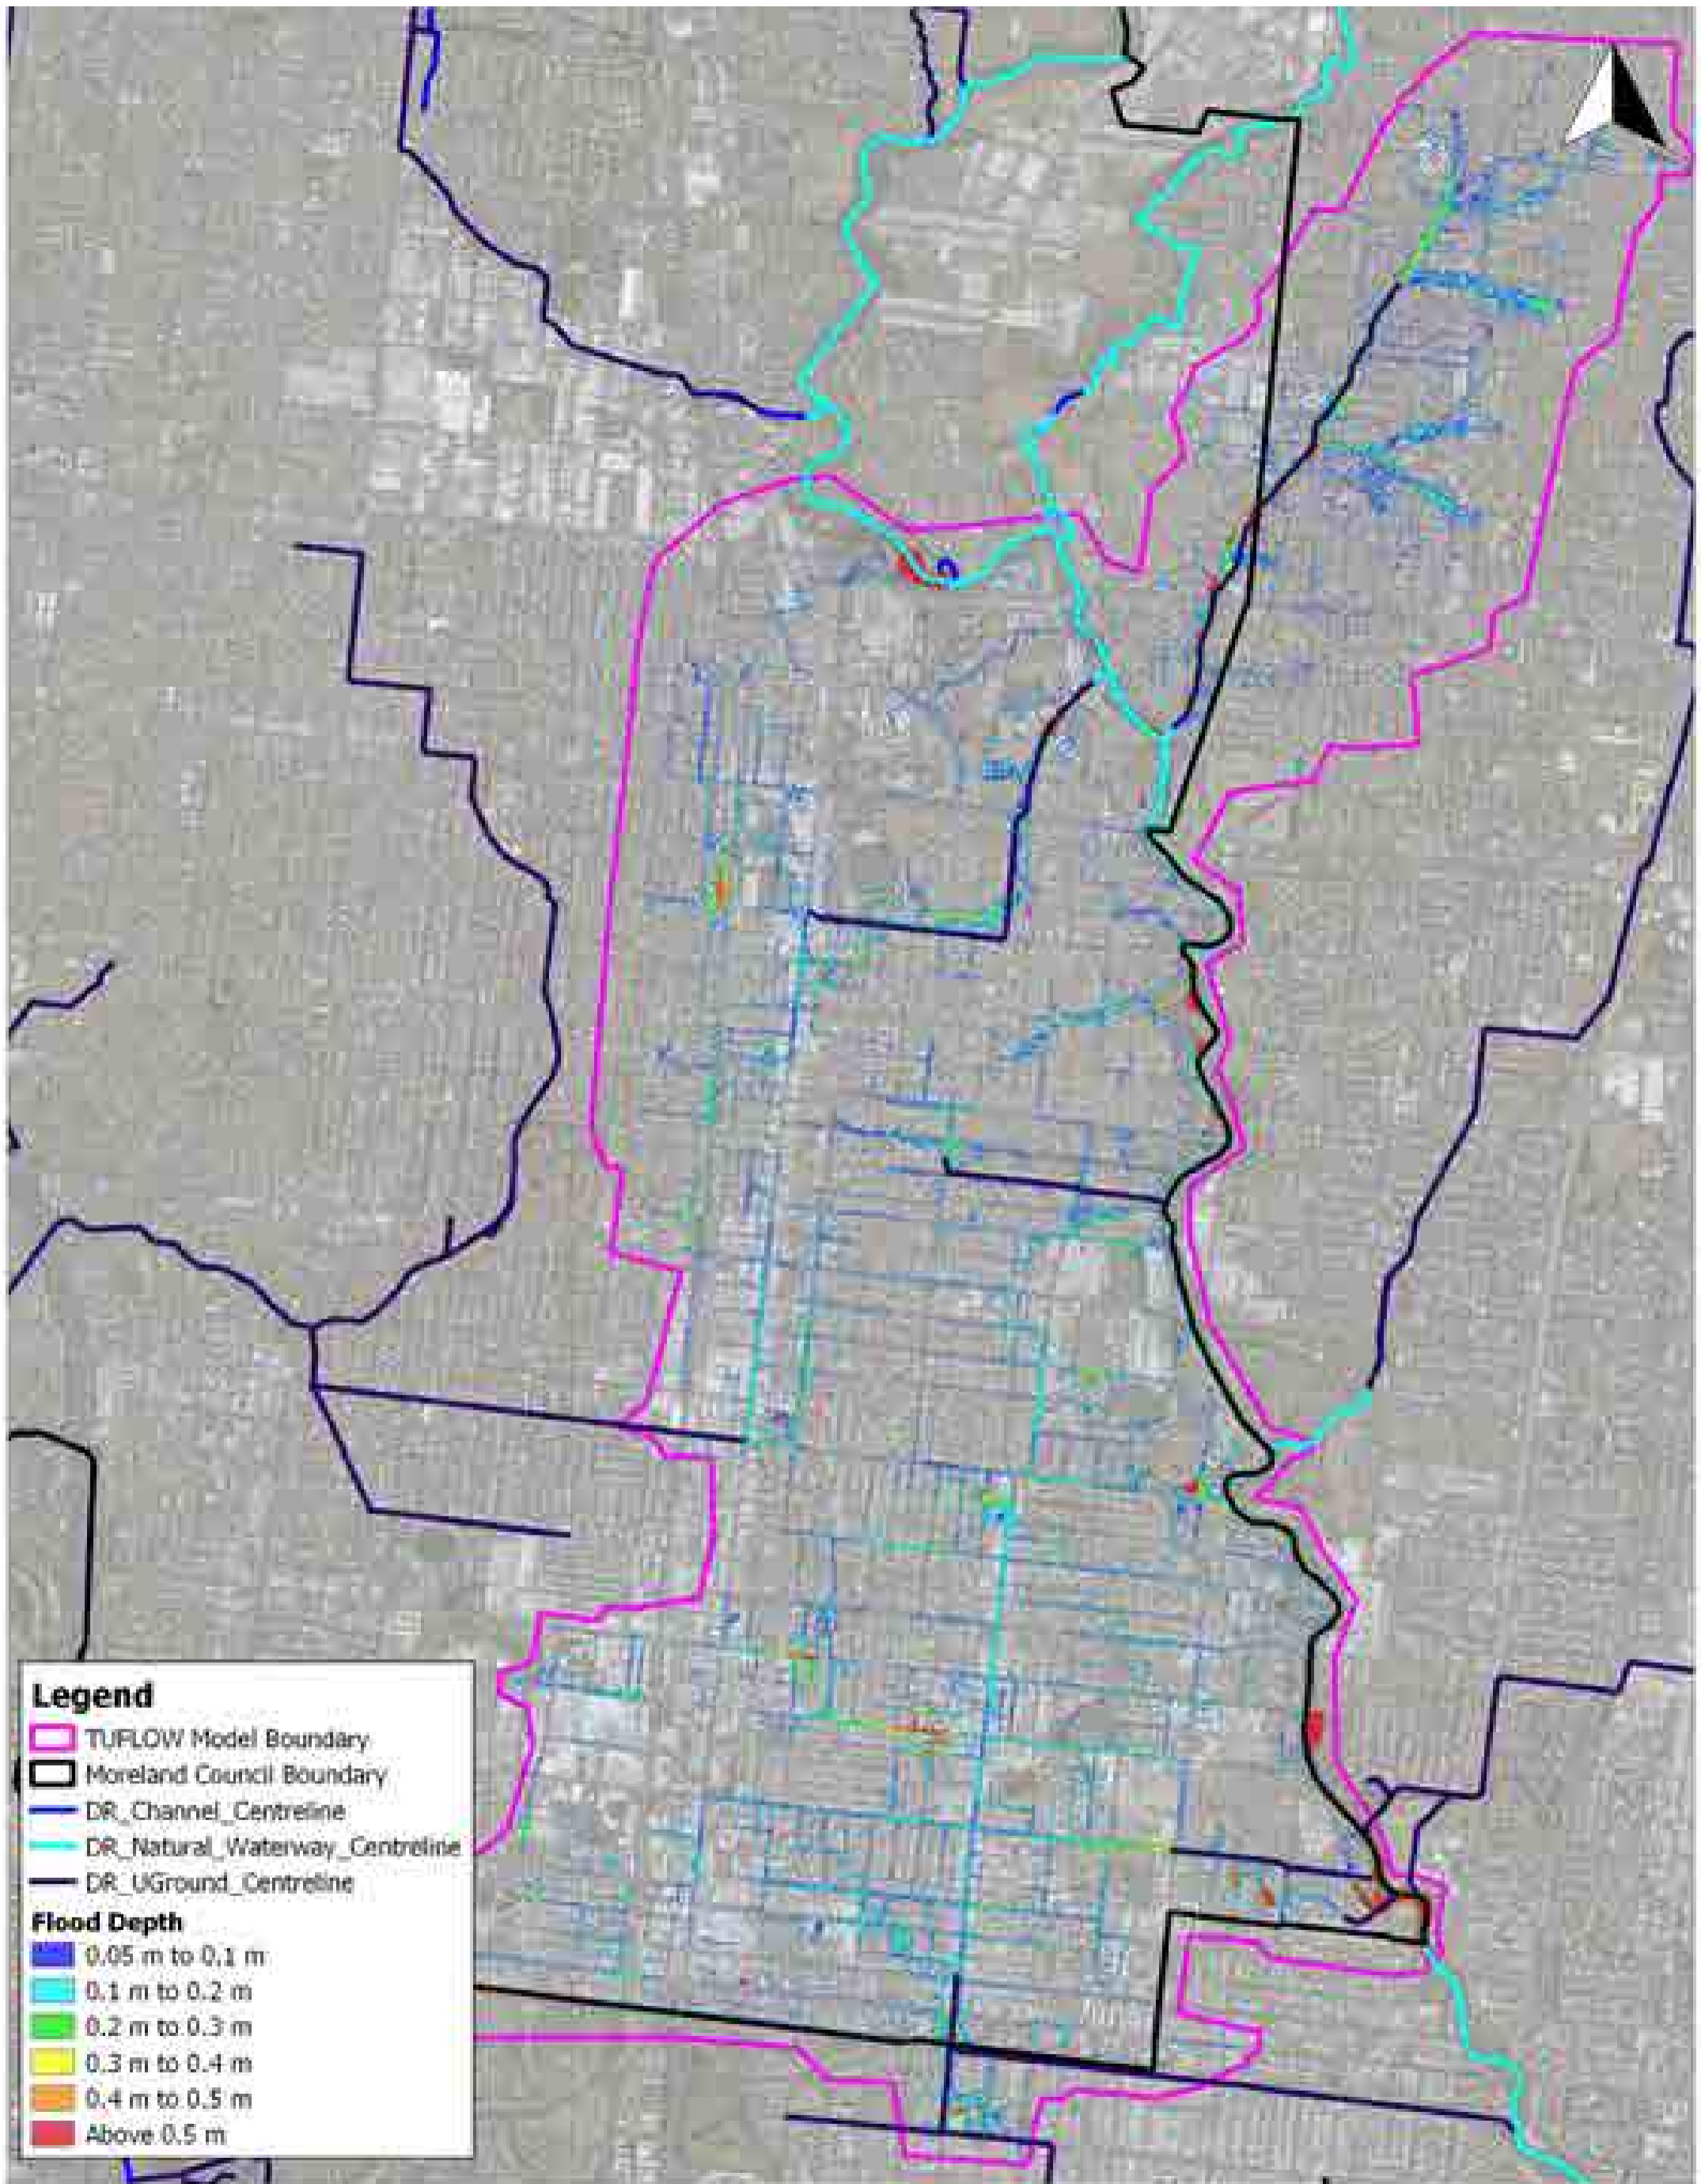 Legend
TUFLOW Model Boundary
Moreland Council Boundary
DR_Channel_Centreline
DR_Natural_Waterway_Centreline
DR_UGround_Centreline
Flood Depth
0.05 m to 0.1 m
0.1 m to 0.2 m
0.2 m to 0.3 m
0.3 m to 0.4 m
0.4 m to 0.5 m
Above 0.5 m